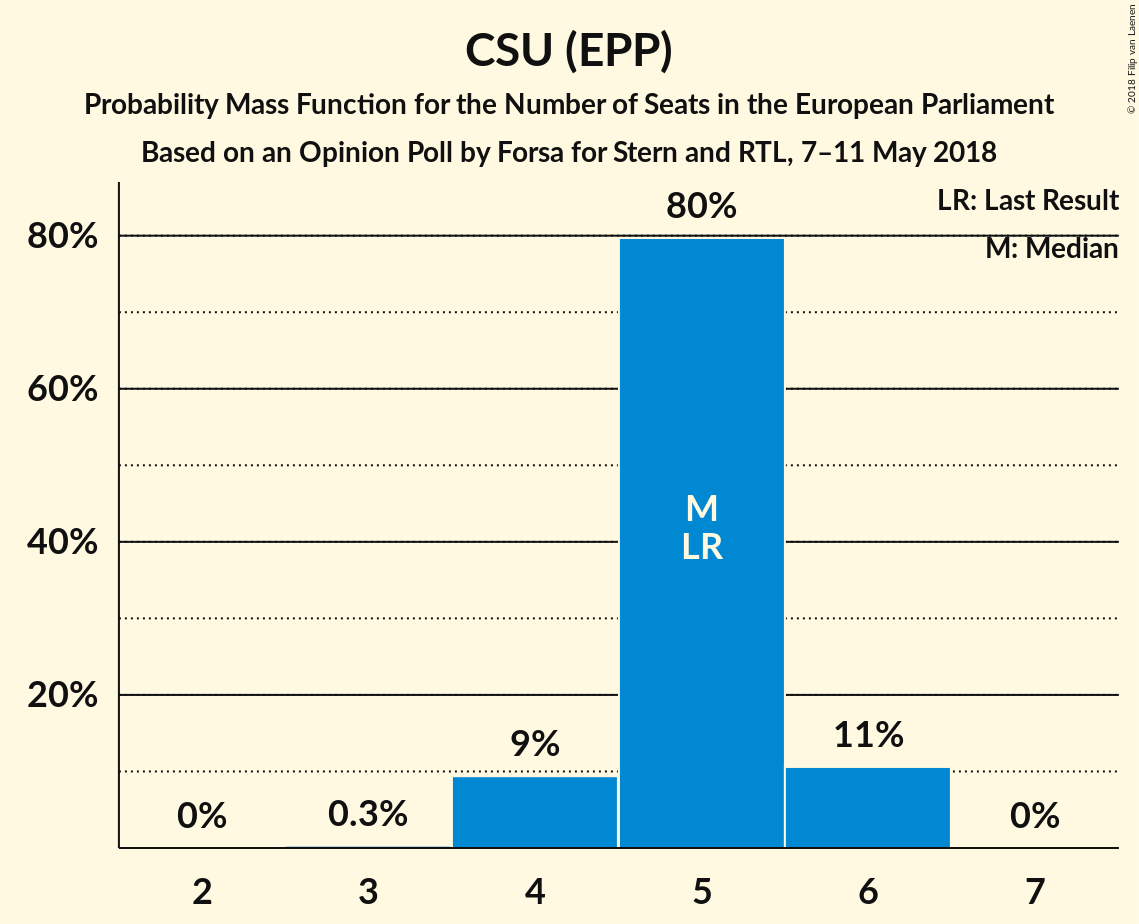 CSU (EPP)
Probability Mass Function for the Number of Seats in the European Parliament
Based on an Opinion Poll by Forsa for Stern and RTL, 7–11 May 2018
© 2018 Filip van Laenen
LR: Last Result
M: Median
80%
60%
40%
20%
0%
0.3%
9%
80%
M
LR
11%
0%
2
3
4
5
6
7